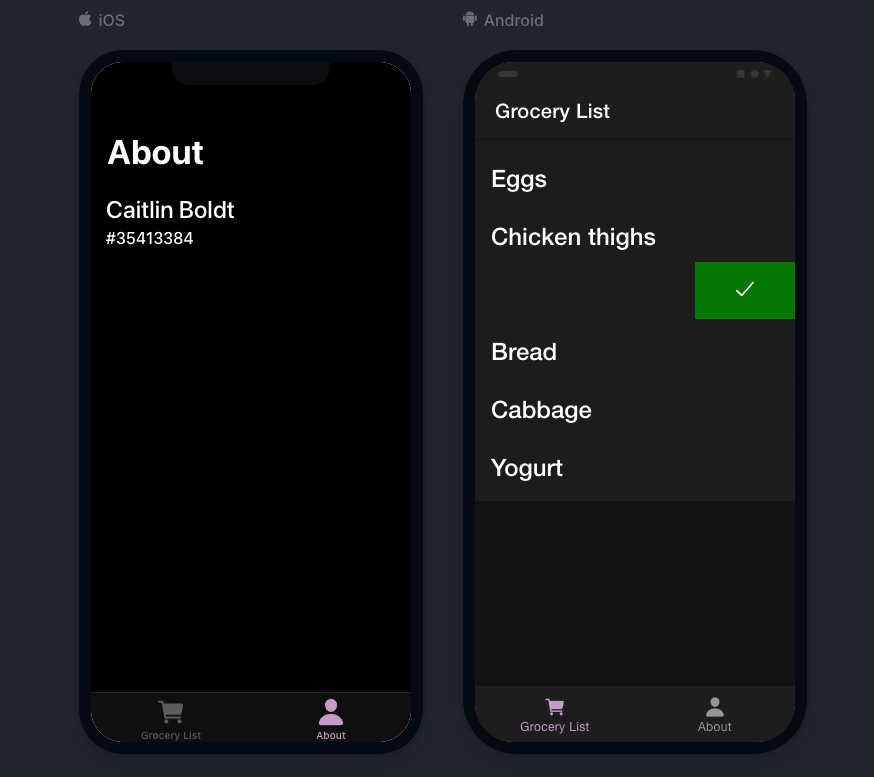 iOS
About
Caitlin Boldt
#35413384
Grocery List
About
Android
Grocery List
Eggs
Chicken thighs
Bread
Cabbage
Yogurt
Grocery List
About